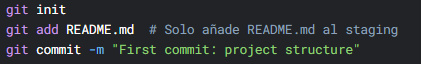 git init
git add README.md  # Solo añade README.md al staging
git commit -m "First commit: project structure"